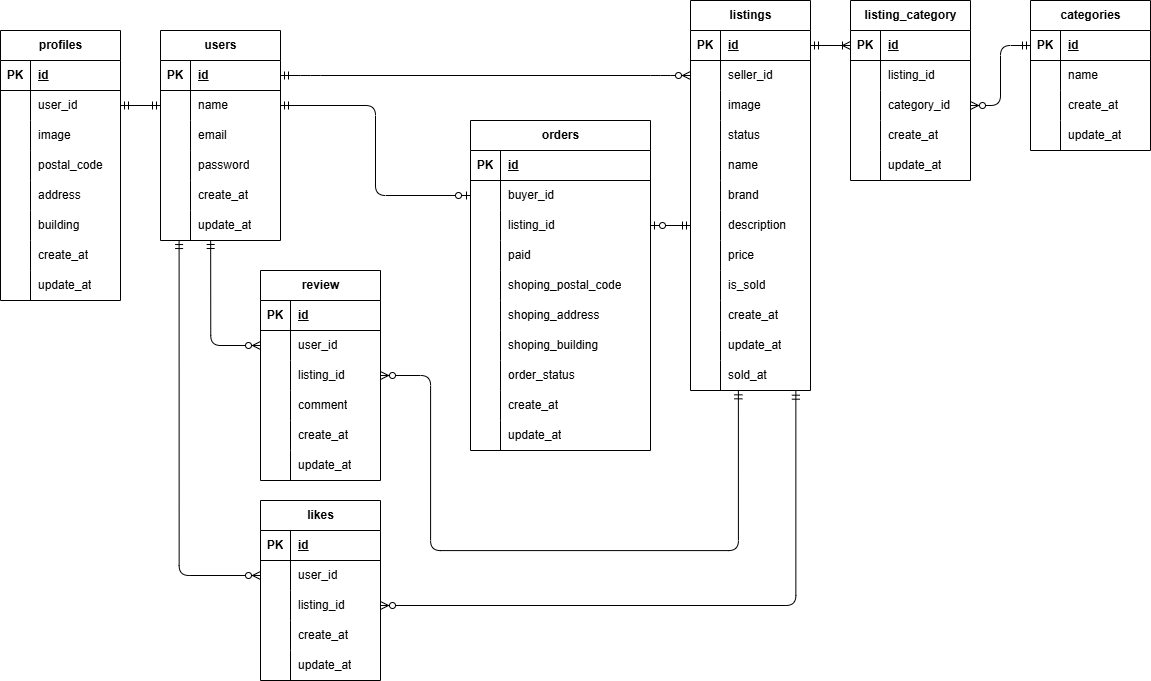 profiles
PK id
user_id
image
postal_code
address
building
create_at
update_at
users
PK id
name
email
password
create_at
update_at
review
PK id
user_id
listing_id
comment
create_at
update_at
likes
PK id
user_id
listing_id
create_at
update_at
orders
PK id
buyer_id
listing_id
paid
shoping_postal_code
shoping_address
shoping_building
order_status
create_at
update_at
listings
PK id
seller_id
image
status
name
brand
description
price
is_sold
create_at
update_at
sold_at
listing_category
PK id
listing_id
category_id
create_at
update_at
categories
PK id
name
create_at
update_at